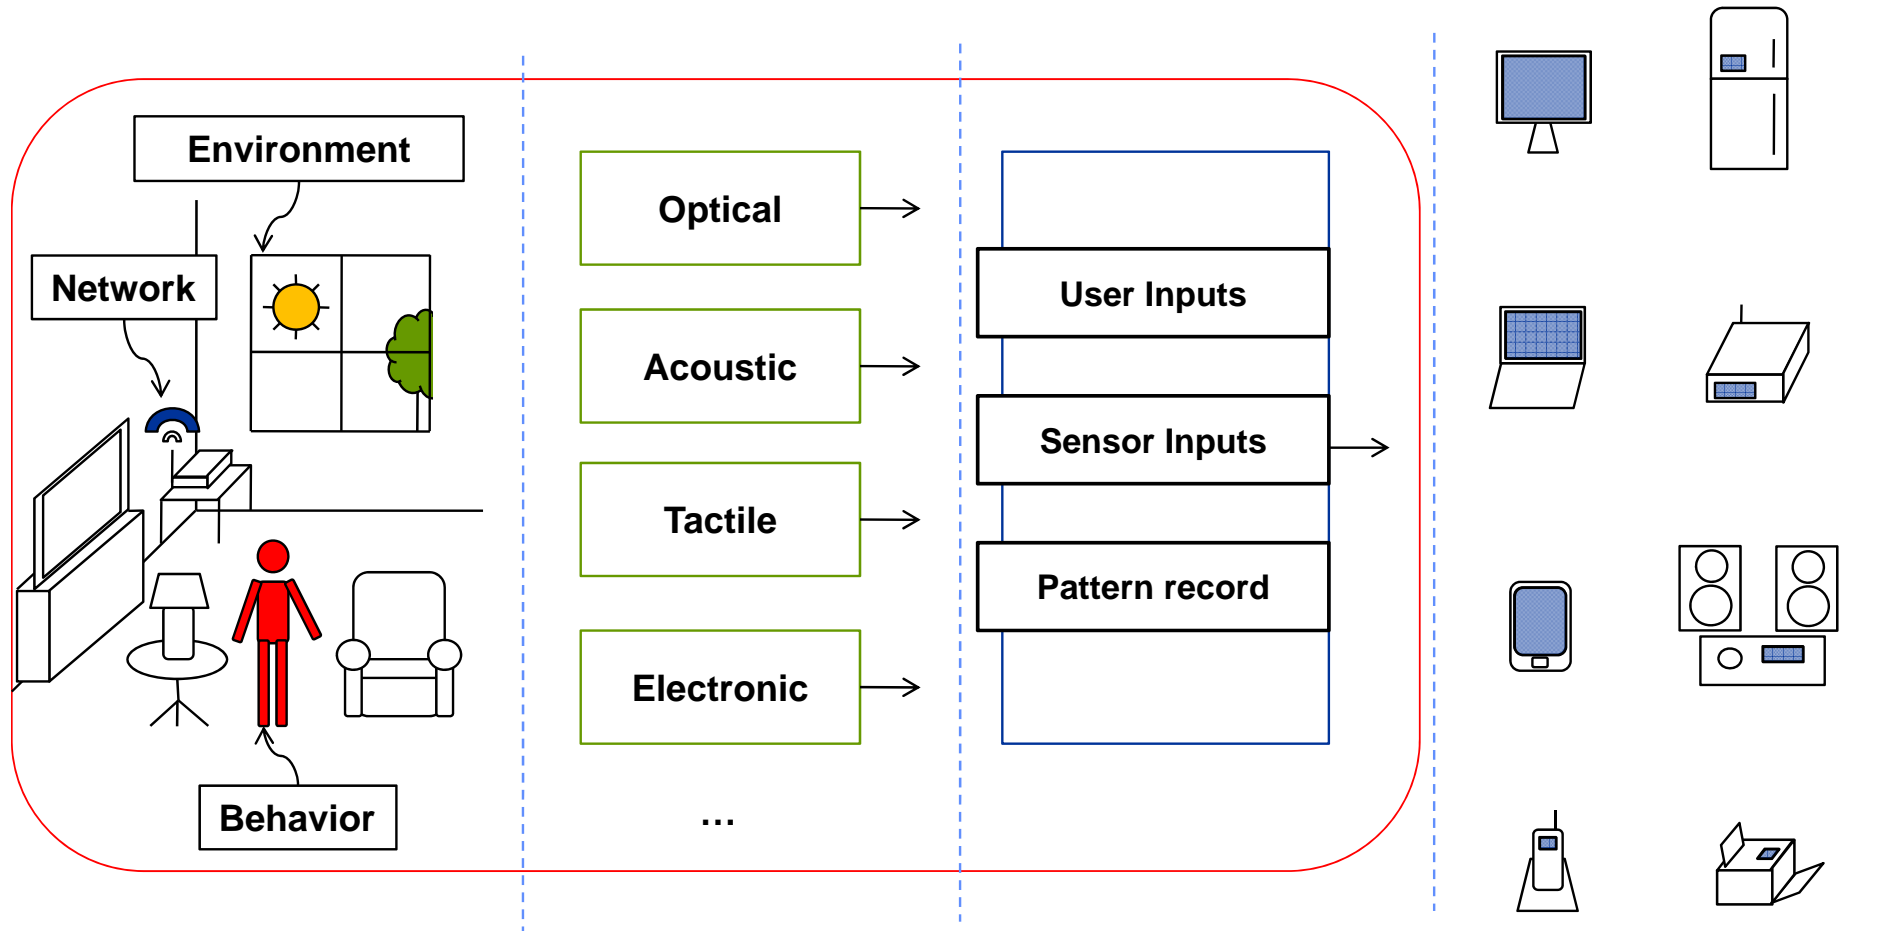 Environment
Network
Behavior
Optical
Acoustic
Tactile
Electronic
...
User Inputs
Sensor Inputs
Pattern record